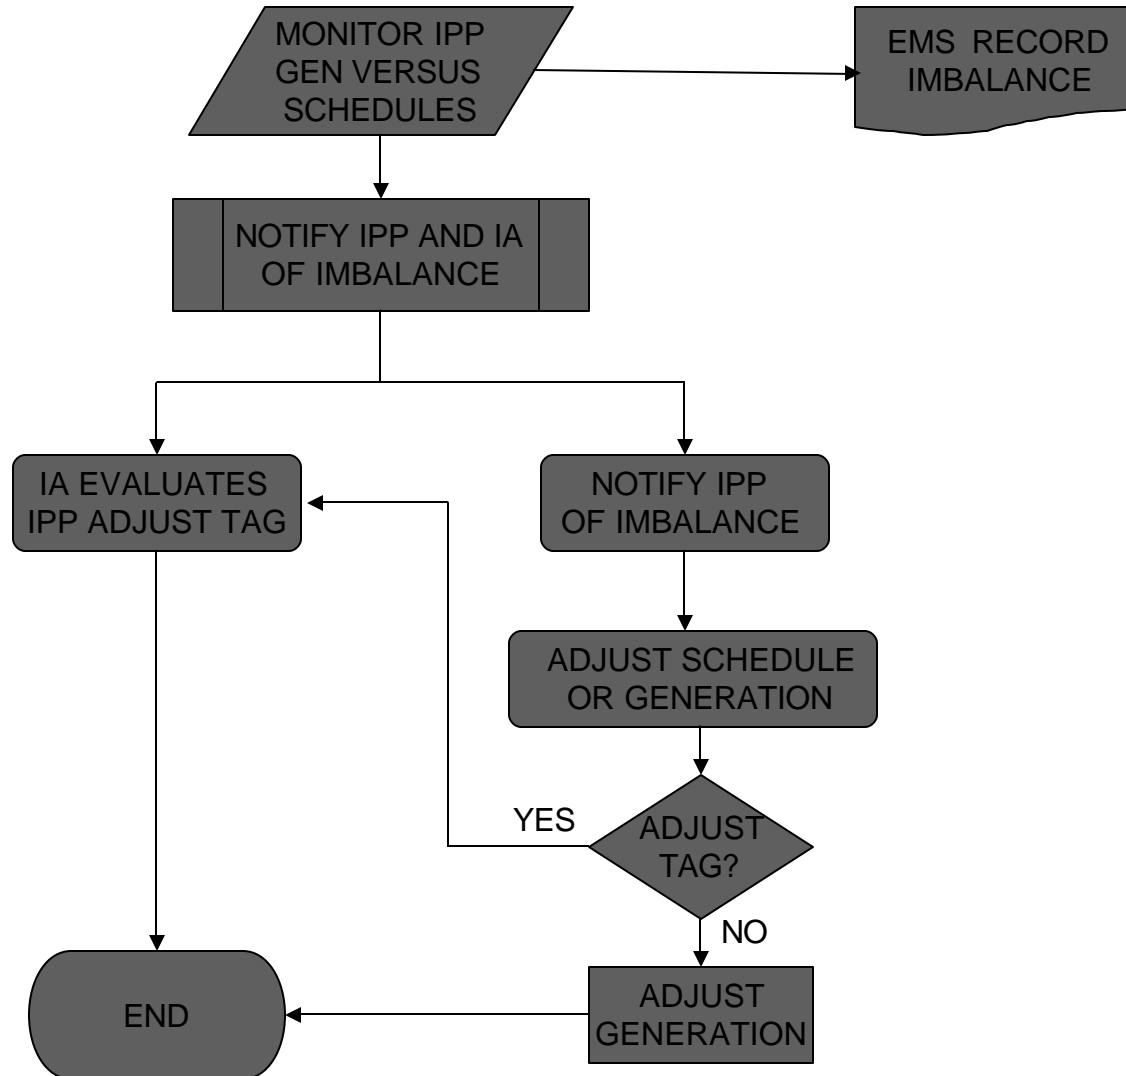 MONITOR IPP
GEN VERSUS
SCHEDULES
EMS RECORD
IMBALANCE
NOTIFY IPP AND IA
OF IMBALANCE
IA EVALUATES
IPP ADJUST TAG
NOTIFY IPP
OF IMBALANCE
ADJUST SCHEDULE
OR GENERATION
YES
ADJUST
TAG?
NO
ADJUST
GENERATION
END